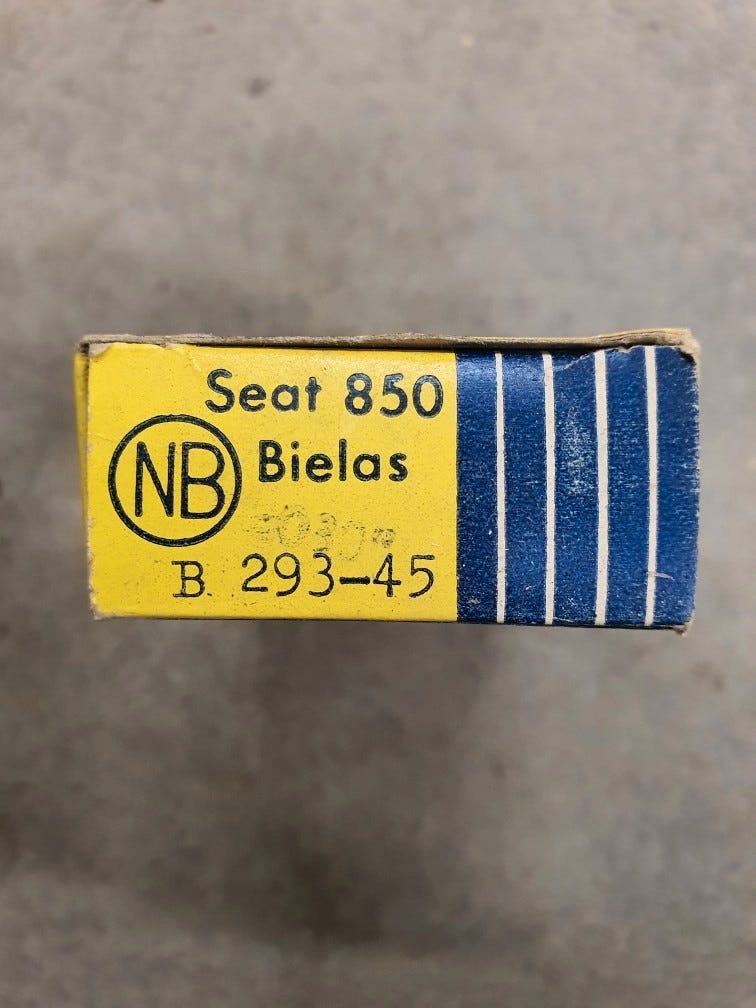 Seat 850
NB
Bielas
B. 293-45